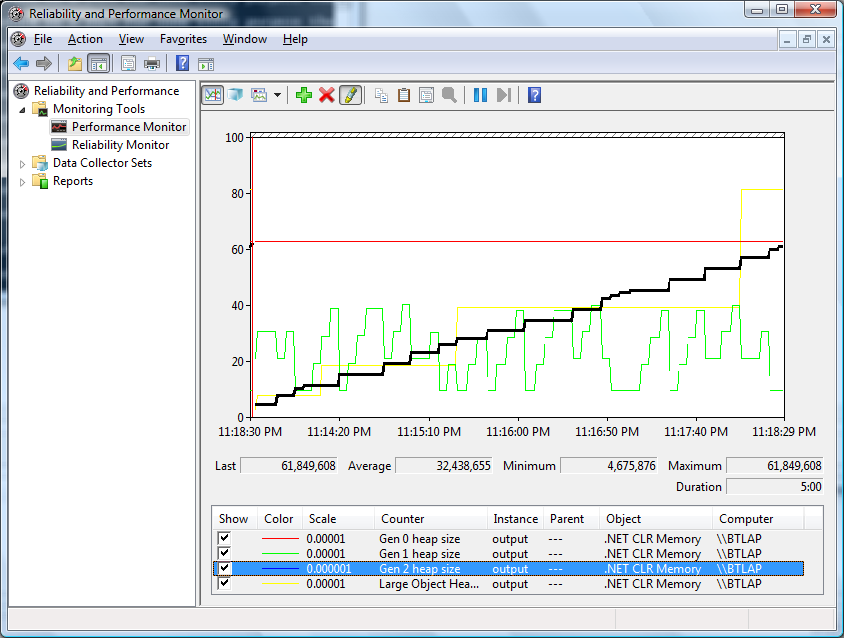 Reliability and Performance Monitor
File Action View Favorites Window Help
Reliability and Performance
Monitoring Tools
Performance Monitor
Reliability Monitor
Data Collector Sets
Reports
100
80
60
40
20
0
11:18:30 PM 11:14:20 PM 11:15:10 PM 11:16:00 PM 11:16:50 PM 11:17:40 PM 11:18:29 PM
Last 61,849,608 Average 32,438,655 Minimum 4,675,876 Maximum 61,849,608
Duration 5:00
Show Color Scale Counter Instance Parent Object Computer
0.00001 Gen 0 heap size output --- .NET CLR Memory \\BTLAP
0.00001 Gen 1 heap size output --- .NET CLR Memory \\BTLAP
0.000001 Gen 2 heap size output --- .NET CLR Memory \\BTLAP
0.00001 Large Object Hea... output --- .NET CLR Memory \\BTLAP